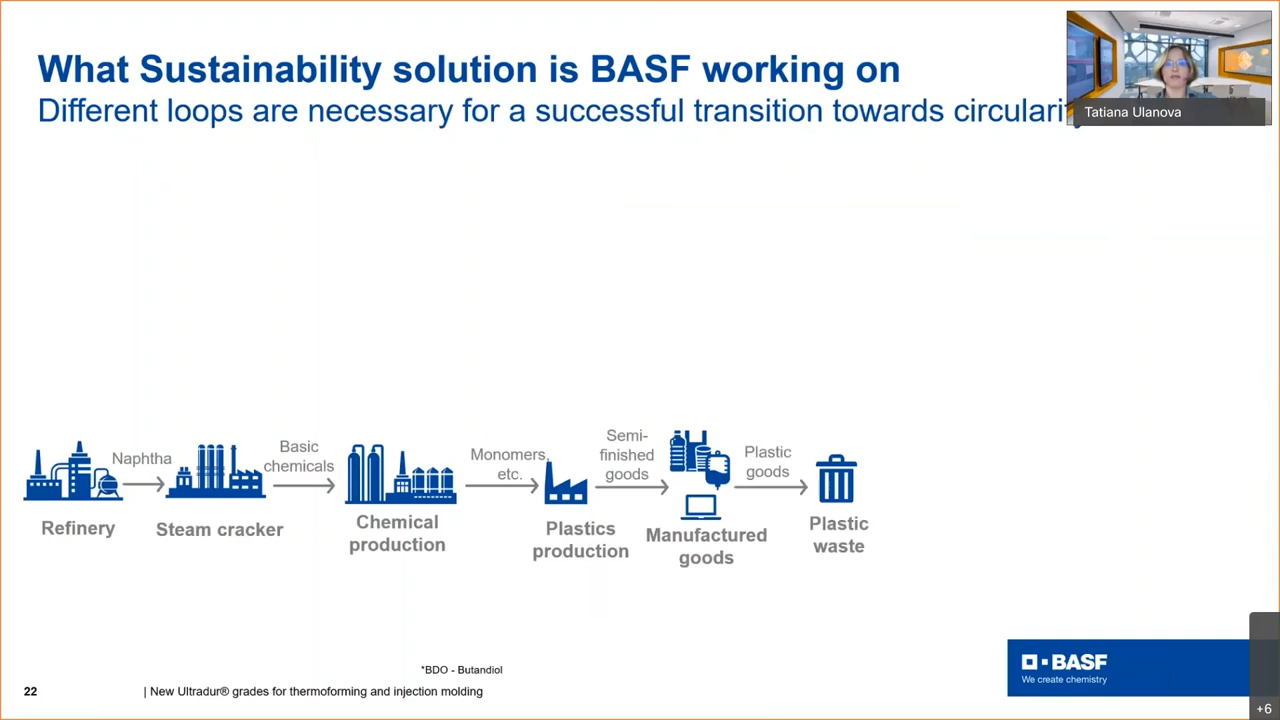 What Sustainability solution is BASF working on
Different loops are necessary for a successful transition towards circularity
Tatiana Ulanova
Naphtha
Basic
chemicals
Monomers,
etc.
Semi-
finished
goods
Plastic
goods
Refinery
Steam cracker
Chemical
production
Plastics
production
Manufactured
goods
Plastic
waste
*BDO - Butandiol
22
| New Ultradur® grades for thermoforming and injection molding
BASF
We create chemistry
+6